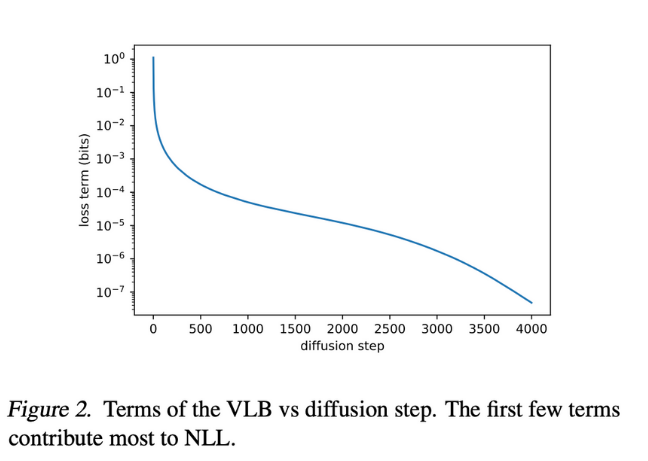 10⁰
10⁻¹
10⁻²
10⁻³
10⁻⁴
10⁻⁵
10⁻⁶
10⁻⁷
loss term (bits)
0 500 1000 1500 2000 2500 3000 3500 4000
diffusion step
Figure 2. Terms of the VLB vs diffusion step. The first few terms
contribute most to NLL.